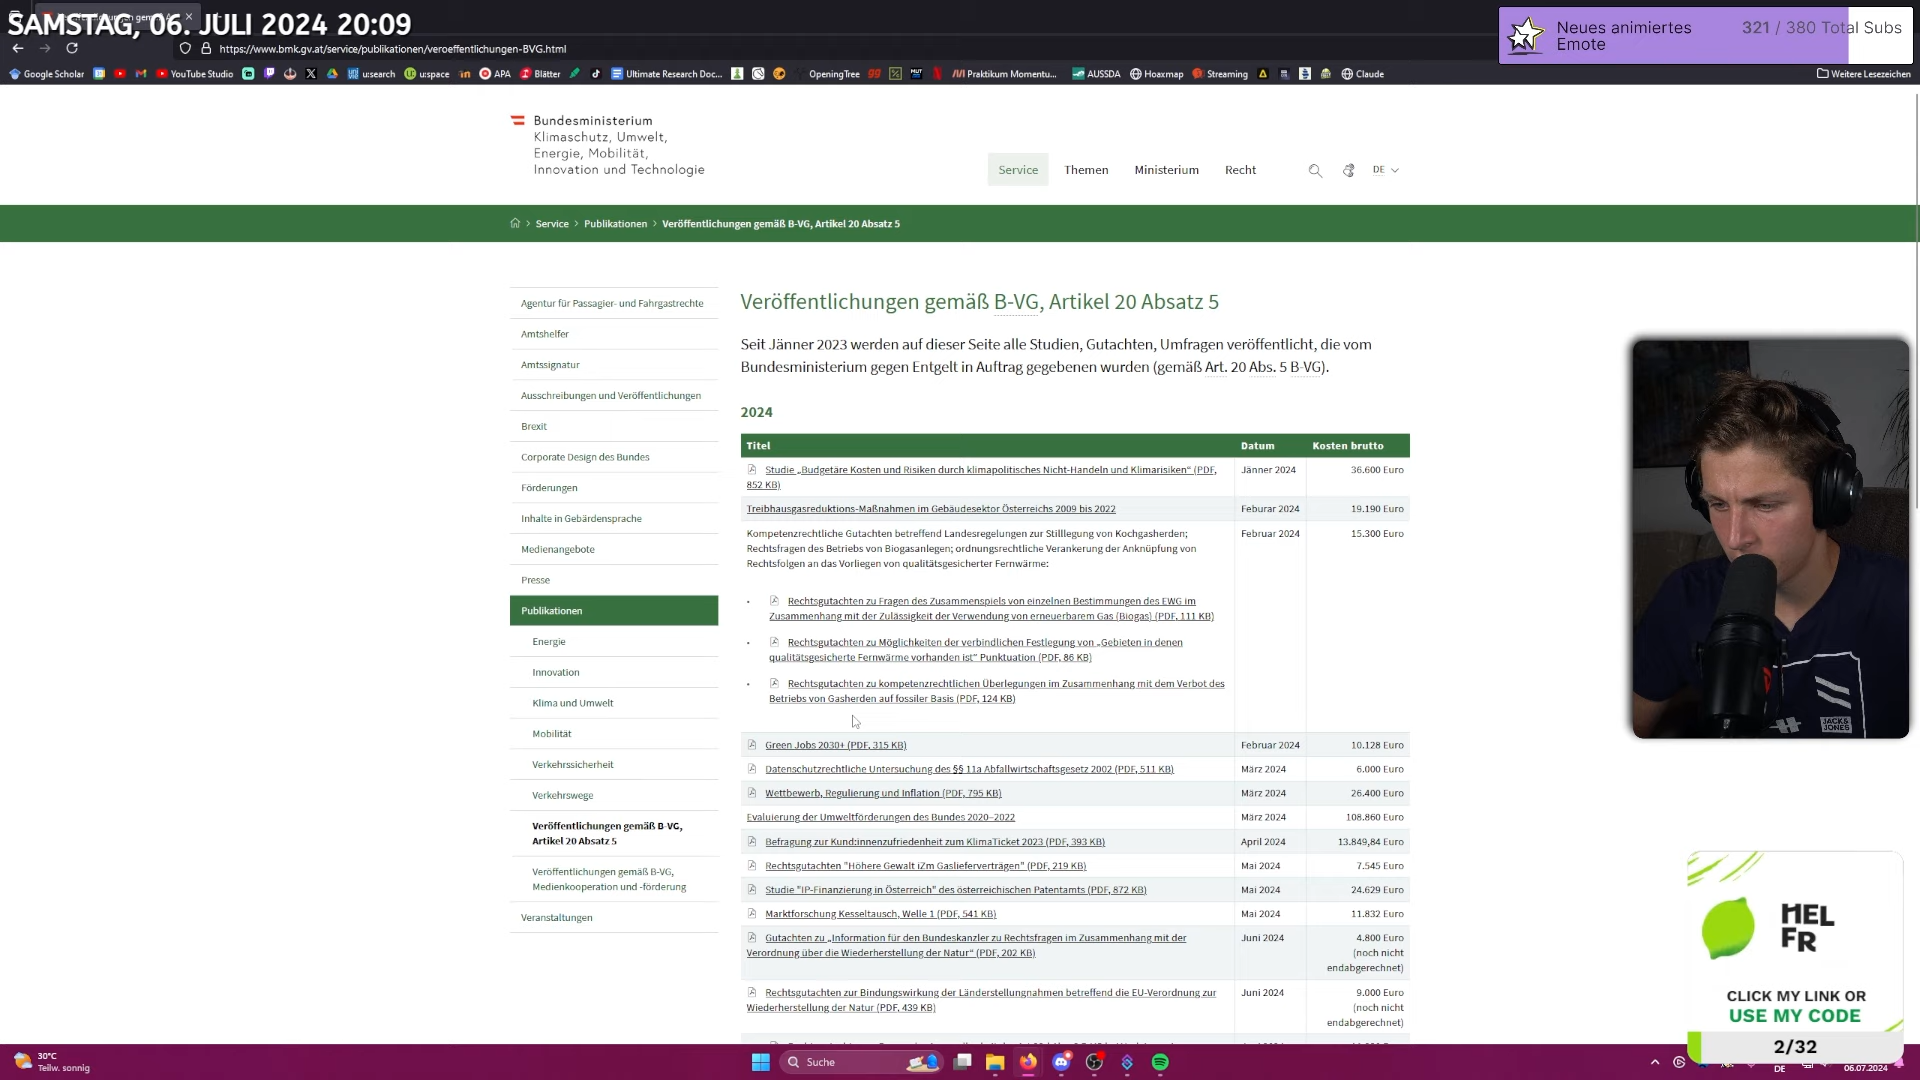 SAMSTAG, 06. JULI 2024 20:09
https://www.bmk.gv.at/service/publikationen/veroeffentlichungen-BVG.html
Neues animiertes
Emote
321 / 380 Total Subs
Google Scholar YouTube Studio u:search u:space APA Blätter Ultimate Research Doc... OpeningTree Praktikum Momentu... AUSSDA Hoaxmap Streaming Claude Weitere Lesezeichen
Bundesministerium
Klimaschutz, Umwelt,
Energie, Mobilität,
Innovation und Technologie
Service Themen Ministerium Recht DE
Service > Publikationen > Veröffentlichungen gemäß B-VG, Artikel 20 Absatz 5
Agentur für Passagier- und Fahrgastrechte
Amtshelfer
Amtssignatur
Ausschreibungen und Veröffentlichungen
Brexit
Corporate Design des Bundes
Förderungen
Inhalte in Gebärdensprache
Medienangebote
Presse
Publikationen
Energie
Innovation
Klima und Umwelt
Mobilität
Verkehrssicherheit
Verkehrswege
Veröffentlichungen gemäß B-VG,
Artikel 20 Absatz 5
Veröffentlichungen gemäß B-VG,
Medienkooperation und -förderung
Veranstaltungen
Veröffentlichungen gemäß B-VG, Artikel 20 Absatz 5
Seit Jänner 2023 werden auf dieser Seite alle Studien, Gutachten, Umfragen veröffentlicht, die vom
Bundesministerium gegen Entgelt in Auftrag gegebenen wurden (gemäß Art. 20 Abs. 5 B-VG).
2024
Titel Datum Kosten brutto
Studie „Budgetäre Kosten und Risiken durch klimapolitisches Nicht-Handeln und Klimarisiken“ (PDF, Jänner 2024 36.600 Euro
852 KB)
Treibhausgasreduktions-Maßnahmen im Gebäudesektor Österreichs 2009 bis 2022 Feburar 2024 19.190 Euro
Kompetenzrechtliche Gutachten betreffend Landesregelungen zur Stilllegung von Kochgasherden; Februar 2024 15.300 Euro
Rechtsfragen des Betriebs von Biogasanlegen; ordnungsrechtliche Verankerung der Anknüpfung von
Rechtsfolgen an das Vorliegen von qualitätsgesicherter Fernwärme:
• Rechtsgutachten zu Fragen des Zusammenspiels von einzelnen Bestimmungen des EWG im
Zusammenhang mit der Zulässigkeit der Verwendung von erneuerbarem Gas (Biogas) (PDF, 111 KB)
• Rechtsgutachten zu Möglichkeiten der verbindlichen Festlegung von „Gebieten in denen
qualitätsgesicherte Fernwärme vorhanden ist“ Punktuation (PDF, 86 KB)
• Rechtsgutachten zu kompetenzrechtlichen Überlegungen im Zusammenhang mit dem Verbot des
Betriebs von Gasherden auf fossiler Basis (PDF, 124 KB)
Green Jobs 2030+ (PDF, 315 KB) Februar 2024 10.128 Euro
Datenschutzrechtliche Untersuchung des §§ 11a Abfallwirtschaftsgesetz 2002 (PDF, 511 KB) März 2024 6.000 Euro
Wettbewerb, Regulierung und Inflation (PDF, 795 KB) März 2024 26.400 Euro
Evaluierung der Umweltförderungen des Bundes 2020–2022 März 2024 108.860 Euro
Befragung zur Kund:innenzufriedenheit zum KlimaTicket 2023 (PDF, 393 KB) April 2024 13.849,84 Euro
Rechtsgutachten "Höhere Gewalt iZm Gaslieferverträgen" (PDF, 219 KB) Mai 2024 7.545 Euro
Studie "IP-Finanzierung in Österreich" des österreichischen Patentamts (PDF, 872 KB) Mai 2024 24.629 Euro
Marktforschung Kesseltausch, Welle 1 (PDF, 541 KB) Mai 2024 11.832 Euro
Gutachten zu „Information für den Bundeskanzler zu Rechtsfragen im Zusammenhang mit der Juni 2024 4.800 Euro
Verordnung über die Wiederherstellung der Natur“ (PDF, 202 KB) (noch nicht
endabgerechnet)
Rechtsgutachten zur Bindungswirkung der Länderstellungnahmen betreffend die EU-Verordnung zur Juni 2024 9.000 Euro
Wiederherstellung der Natur (PDF, 439 KB) (noch nicht
endabgerechnet)
JACK&
JONES
MEL
FR
CLICK MY LINK OR
USE MY CODE
2/32
30°C
Teilw. sonnig
Suche
DE
06.07.2024